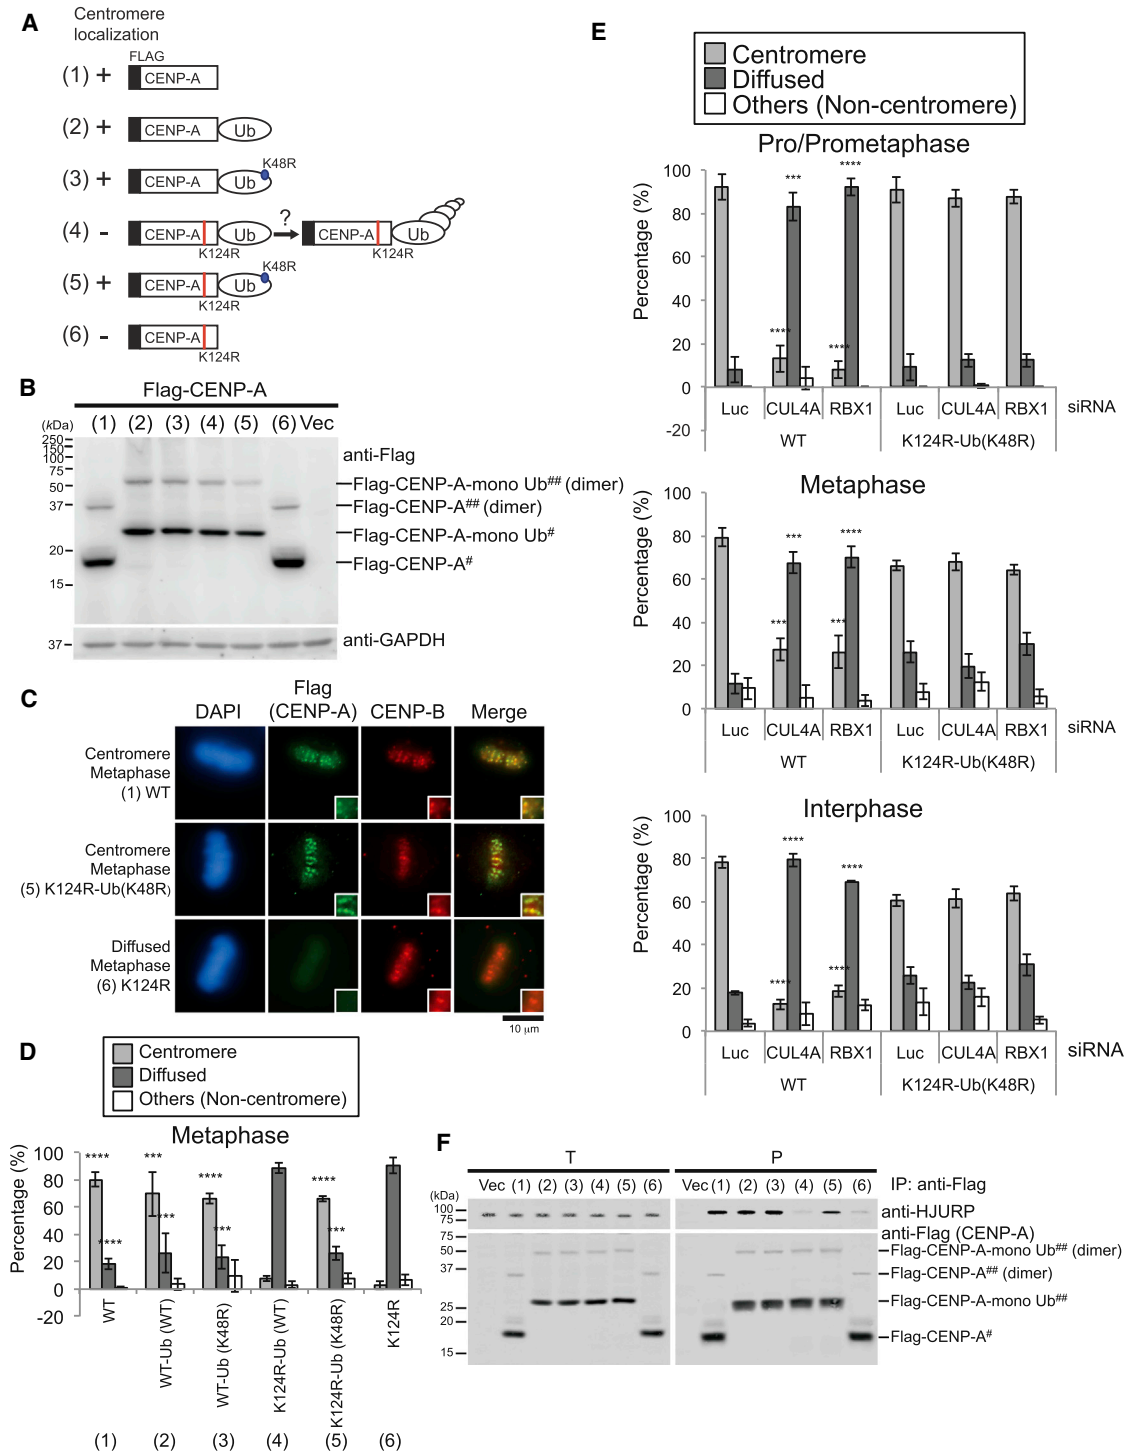 A
Centromere
localization
FLAG
(1) + CENP-A
(2) + CENP-A Ub
K48R
(3) + CENP-A Ub
(4) - CENP-A Ub ? CENP-A Ub
K124R K124R
K48R
(5) + CENP-A Ub
K124R
(6) - CENP-A
K124R
B
Flag-CENP-A
(kDa) (1) (2) (3) (4) (5) (6) Vec
250
150
100
75
50
37
20
15
anti-Flag
Flag-CENP-A-mono Ub## (dimer)
Flag-CENP-A## (dimer)
Flag-CENP-A-mono Ub#
Flag-CENP-A#
37
anti-GAPDH
C
DAPI Flag (CENP-A) CENP-B Merge
Centromere
Metaphase
(1) WT
Centromere
Metaphase
(5) K124R-Ub(K48R)
Diffused
Metaphase
(6) K124R
10 μm
D
Centromere
Diffused
Others (Non-centromere)
Metaphase
Percentage (%)
100
80
60
40
20
0
-20
**** *** **** ****
**** *** *** ***
WT
WT-Ub (WT)
WT-Ub (K48R)
K124R-Ub (WT)
K124R-Ub (K48R)
K124R
(1) (2) (3) (4) (5) (6)
E
Centromere
Diffused
Others (Non-centromere)
Pro/Prometaphase
Percentage (%)
100
80
60
40
20
0
-20
*** ****
**** ****
Luc CUL4A RBX1 Luc CUL4A RBX1 siRNA
WT K124R-Ub(K48R)
Metaphase
Percentage (%)
100
80
60
40
20
0
*** ****
*** ***
Luc CUL4A RBX1 Luc CUL4A RBX1 siRNA
WT K124R-Ub(K48R)
Interphase
Percentage (%)
100
80
60
40
20
0
**** ****
**** ****
Luc CUL4A RBX1 Luc CUL4A RBX1 siRNA
WT K124R-Ub(K48R)
F
T P
Vec (1) (2) (3) (4) (5) (6) Vec (1) (2) (3) (4) (5) (6) IP: anti-Flag
(kDa)
100
75
anti-HJURP
75
50
37
25
20
15
anti-Flag (CENP-A)
Flag-CENP-A-mono Ub## (dimer)
Flag-CENP-A## (dimer)
Flag-CENP-A-mono Ub##
Flag-CENP-A#